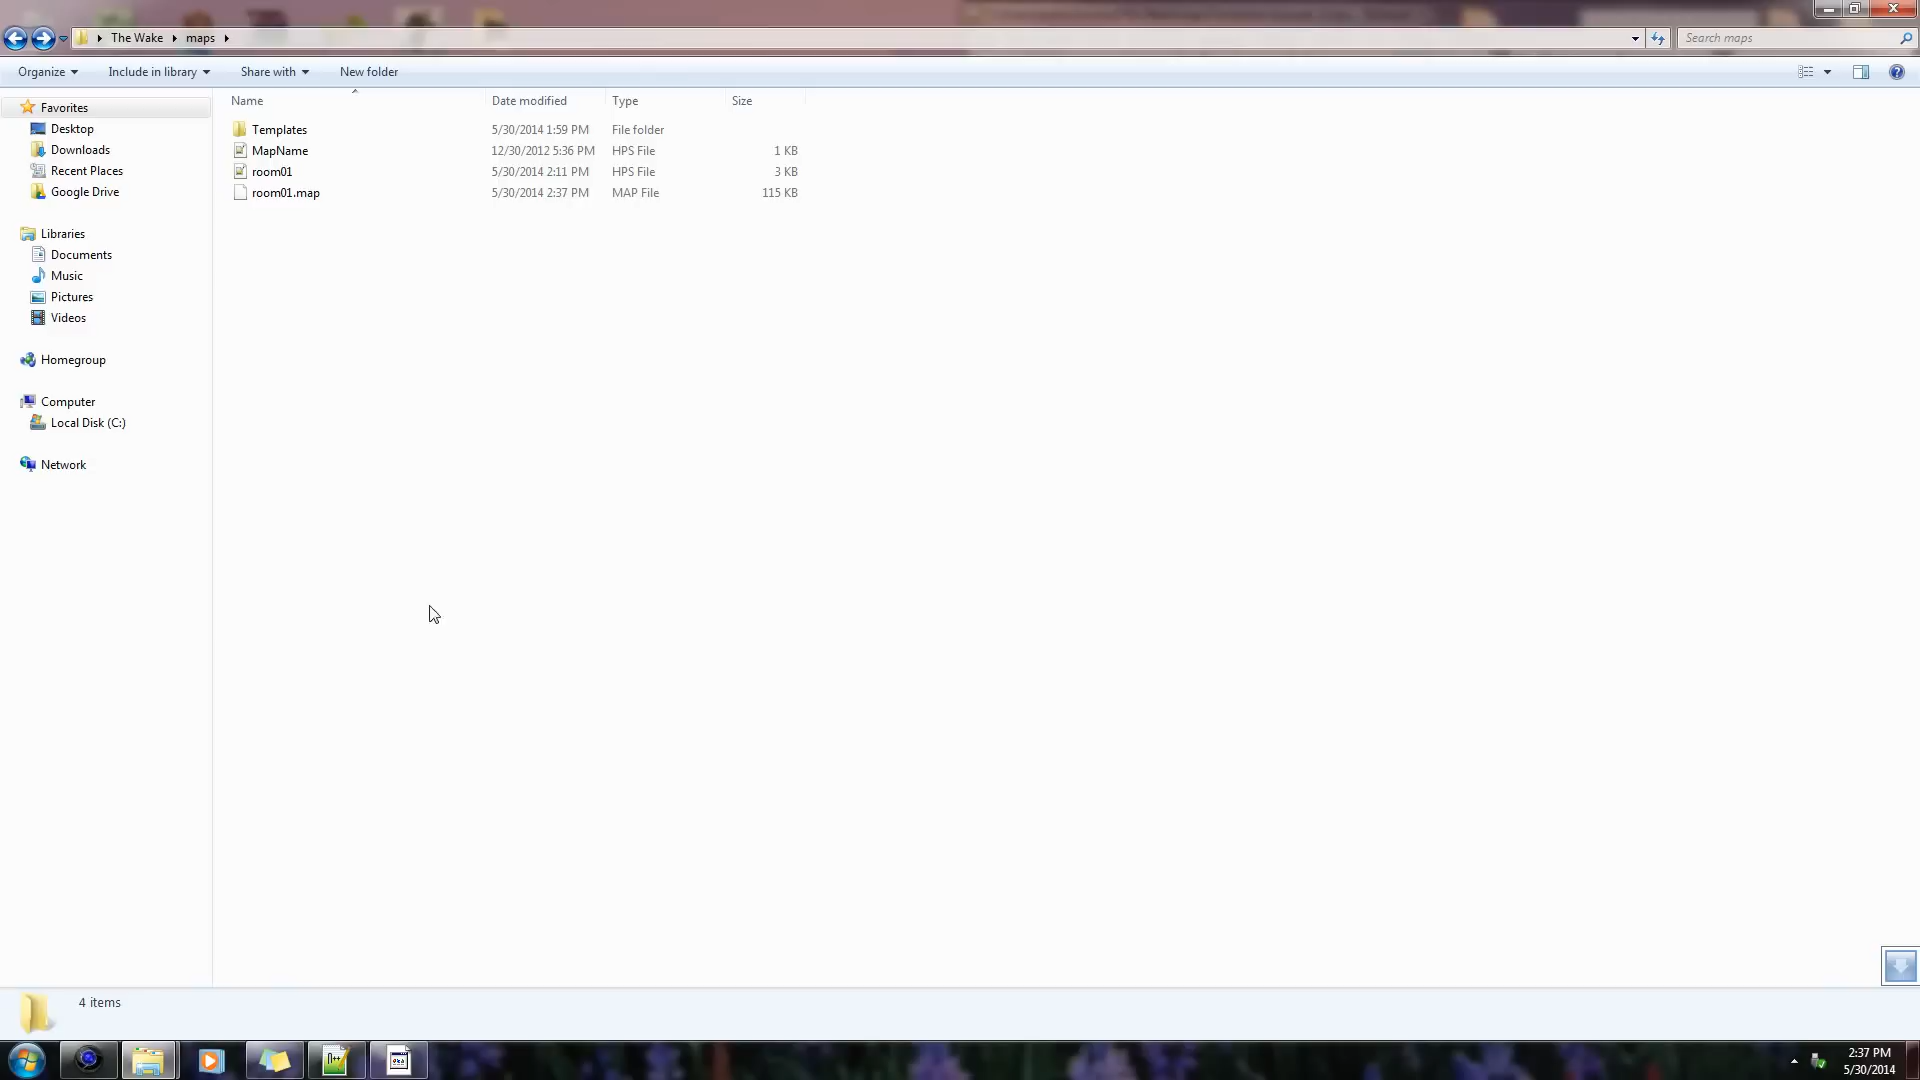 The Wake maps
Search maps
Organize Include in library Share with New folder
Name Date modified Type Size
Favorites
Desktop
Downloads
Recent Places
Google Drive
Libraries
Documents
Music
Pictures
Videos
Homegroup
Computer
Local Disk (C:)
Network
Templates 5/30/2014 1:59 PM File folder
MapName 12/30/2012 5:36 PM HPS File 1 KB
room01 5/30/2014 2:11 PM HPS File 3 KB
room01.map 5/30/2014 2:37 PM MAP File 115 KB
4 items
2:37 PM
5/30/2014